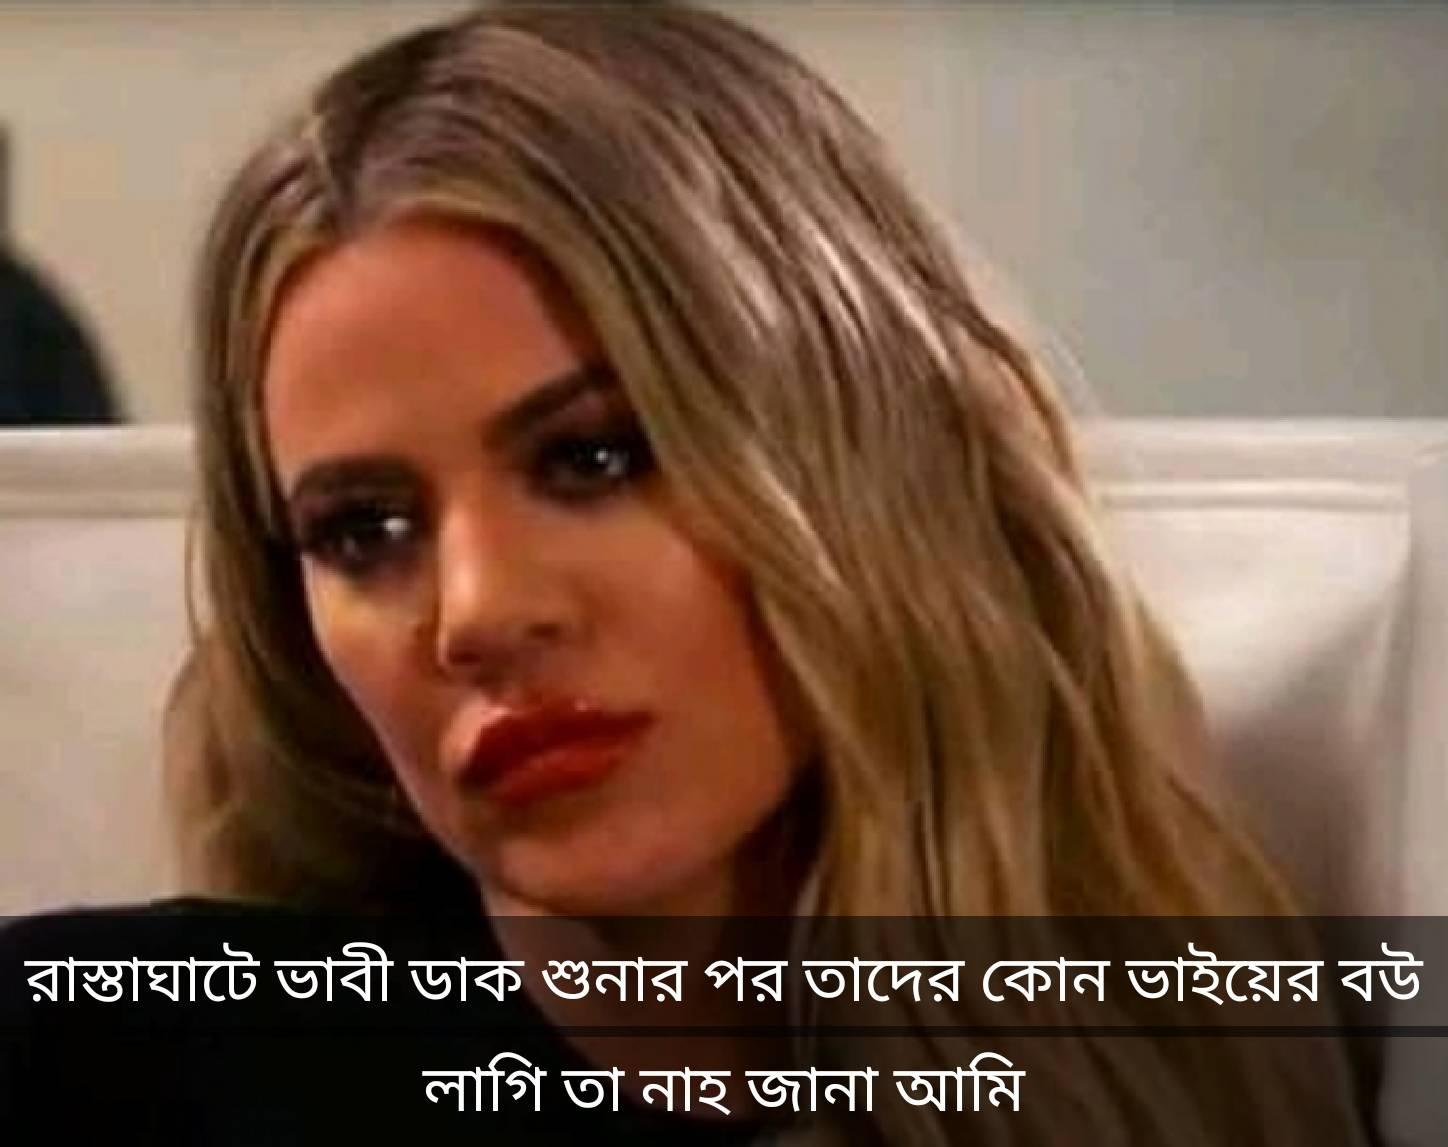 রাস্তাঘাটে ভাবী ডাক শুনার পর তাদের কোন ভাইয়ের বউ
লাগি তা নাহ জানা আমি